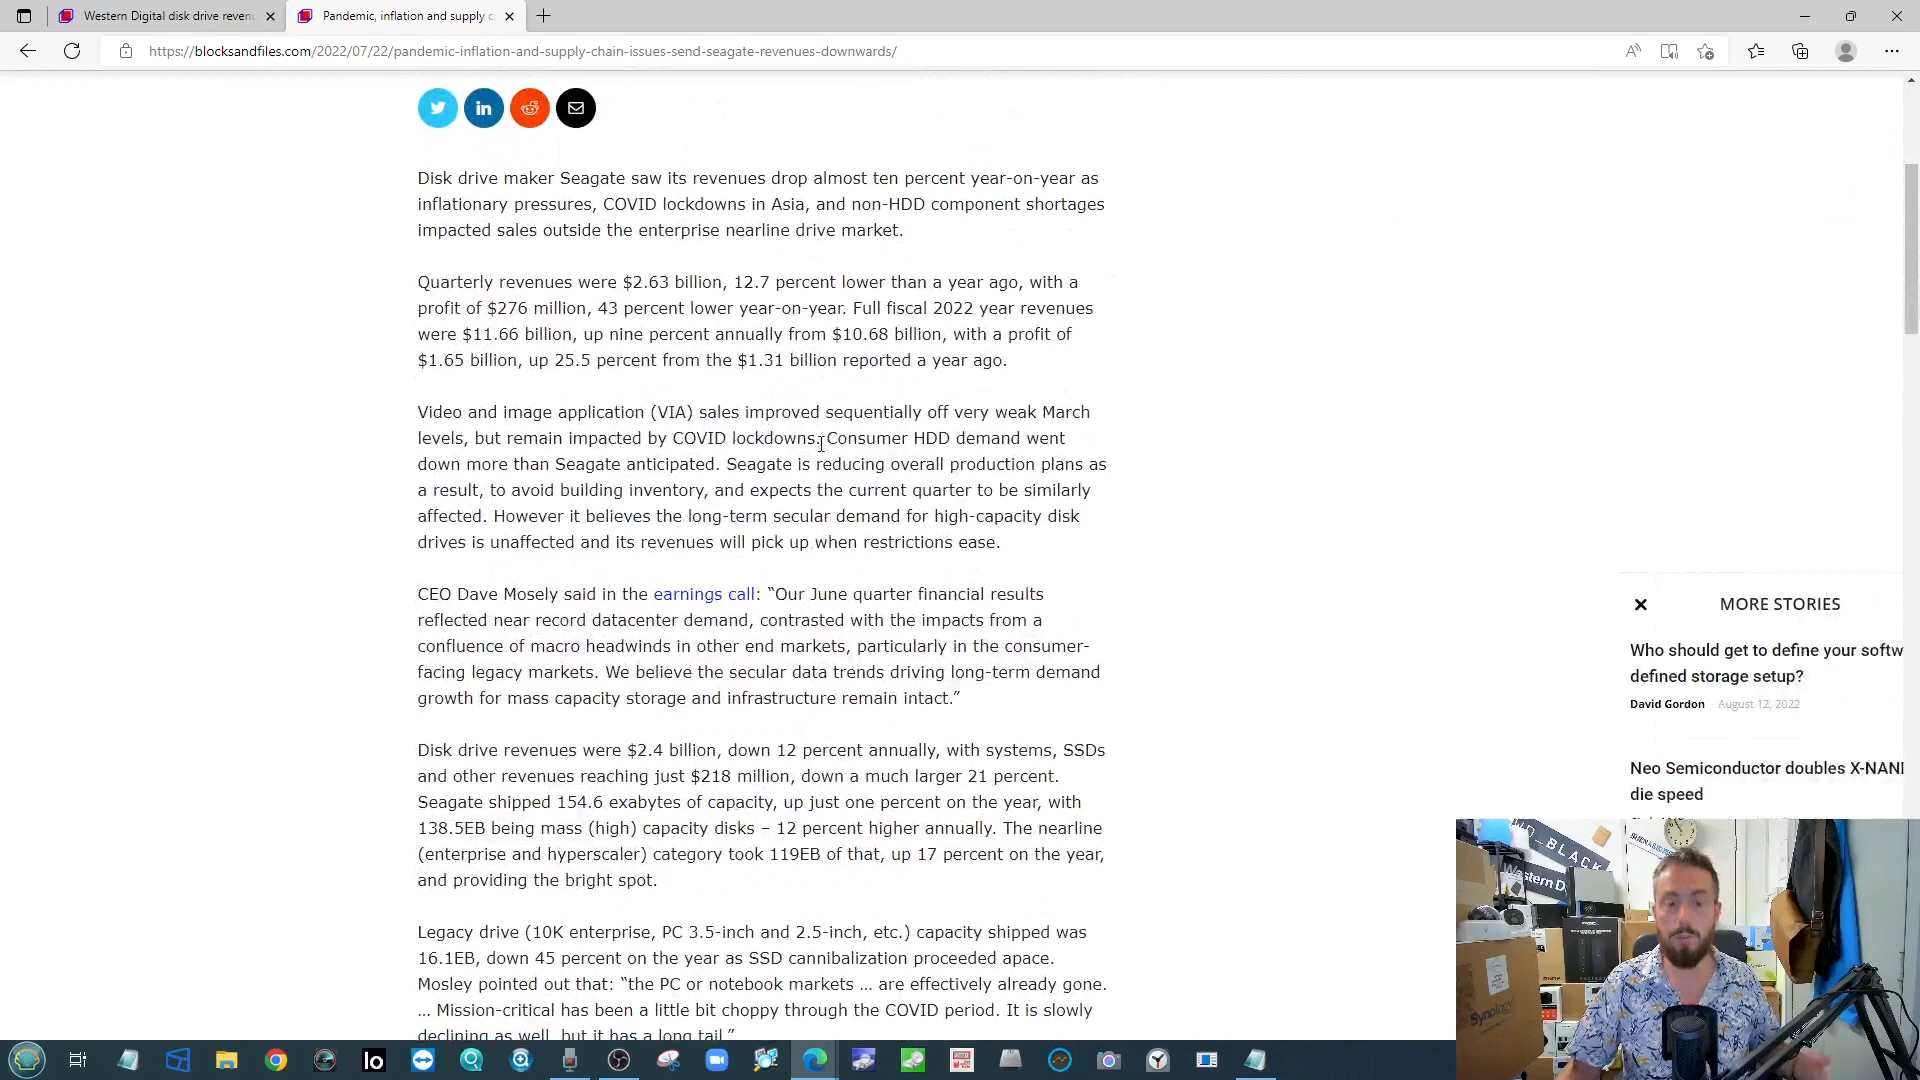 Western Digital disk drive revenu
Pandemic, inflation and supply c
https://blocksandfiles.com/2022/07/22/pandemic-inflation-and-supply-chain-issues-send-seagate-revenues-downwards/
Disk drive maker Seagate saw its revenues drop almost ten percent year-on-year as
inflationary pressures, COVID lockdowns in Asia, and non-HDD component shortages
impacted sales outside the enterprise nearline drive market.
Quarterly revenues were $2.63 billion, 12.7 percent lower than a year ago, with a
profit of $276 million, 43 percent lower year-on-year. Full fiscal 2022 year revenues
were $11.66 billion, up nine percent annually from $10.68 billion, with a profit of
$1.65 billion, up 25.5 percent from the $1.31 billion reported a year ago.
Video and image application (VIA) sales improved sequentially off very weak March
levels, but remain impacted by COVID lockdowns. Consumer HDD demand went
down more than Seagate anticipated. Seagate is reducing overall production plans as
a result, to avoid building inventory, and expects the current quarter to be similarly
affected. However it believes the long-term secular demand for high-capacity disk
drives is unaffected and its revenues will pick up when restrictions ease.
CEO Dave Mosely said in the earnings call: “Our June quarter financial results
reflected near record datacenter demand, contrasted with the impacts from a
confluence of macro headwinds in other end markets, particularly in the consumer-
facing legacy markets. We believe the secular data trends driving long-term demand
growth for mass capacity storage and infrastructure remain intact.”
Disk drive revenues were $2.4 billion, down 12 percent annually, with systems, SSDs
and other revenues reaching just $218 million, down a much larger 21 percent.
Seagate shipped 154.6 exabytes of capacity, up just one percent on the year, with
138.5EB being mass (high) capacity disks – 12 percent higher annually. The nearline
(enterprise and hyperscaler) category took 119EB of that, up 17 percent on the year,
and providing the bright spot.
Legacy drive (10K enterprise, PC 3.5-inch and 2.5-inch, etc.) capacity shipped was
16.1EB, down 45 percent on the year as SSD cannibalization proceeded apace.
Mosley pointed out that: “the PC or notebook markets … are effectively already gone.
… Mission-critical has been a little bit choppy through the COVID period. It is slowly
declining as well, but it has a long tail.”
MORE STORIES
Who should get to define your softw
defined storage setup?
David Gordon - August 12, 2022
Neo Semiconductor doubles X-NAN
die speed
WD_BLACK
Western D
Synology